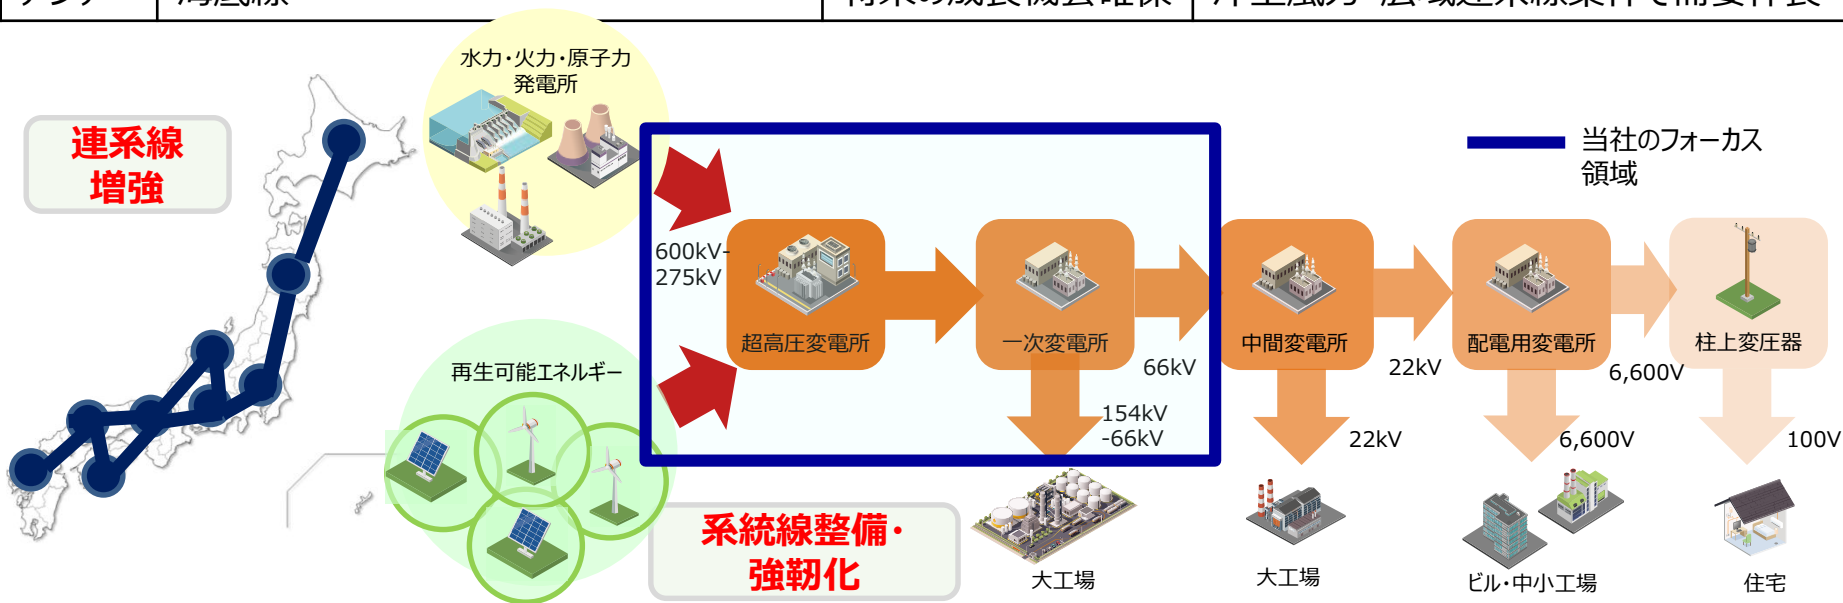 海底線
水力・火力・原子力
発電所
連系線
増強
当社のフォーカス
領域
600kV-
275kV
超高圧変電所
一次変電所
中間変電所
配電用変電所
柱上変圧器
66kV
22kV
6,600V
再生可能エネルギー
154kV
-66kV
22kV
6,600V
100V
系統線整備・
強靭化
大工場
大工場
ビル・中小工場
住宅